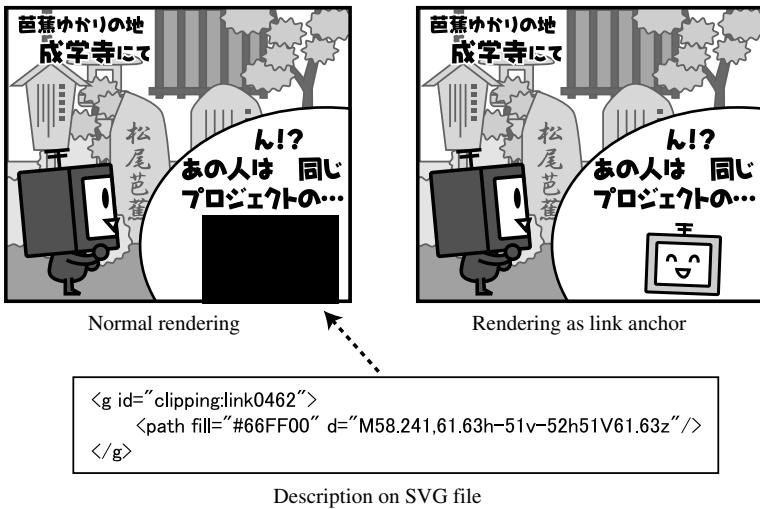 芭蕉ゆかりの地
成学寺にて
松尾芭蕉
ん!?
あの人は 同じ
プロジェクトの…
芭蕉ゆかりの地
成学寺にて
松尾芭蕉
ん!?
あの人は 同じ
プロジェクトの…
Normal rendering
Rendering as link anchor
<g id="clipping:link0462">
<path fill="#66FF00" d="M58.241,61.63h-51v-52h51V61.63z"/>
</g>
Description on SVG file